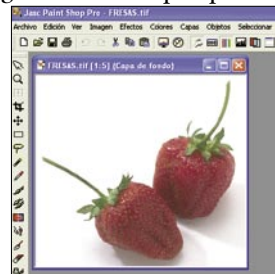 Jasc Paint Shop Pro - FRESAS.tif
Archivo Edición Ver Imagen Efectos Colores Capas Objetos Seleccionar
FRESAS.tif [1:5] (Capa de fondo)